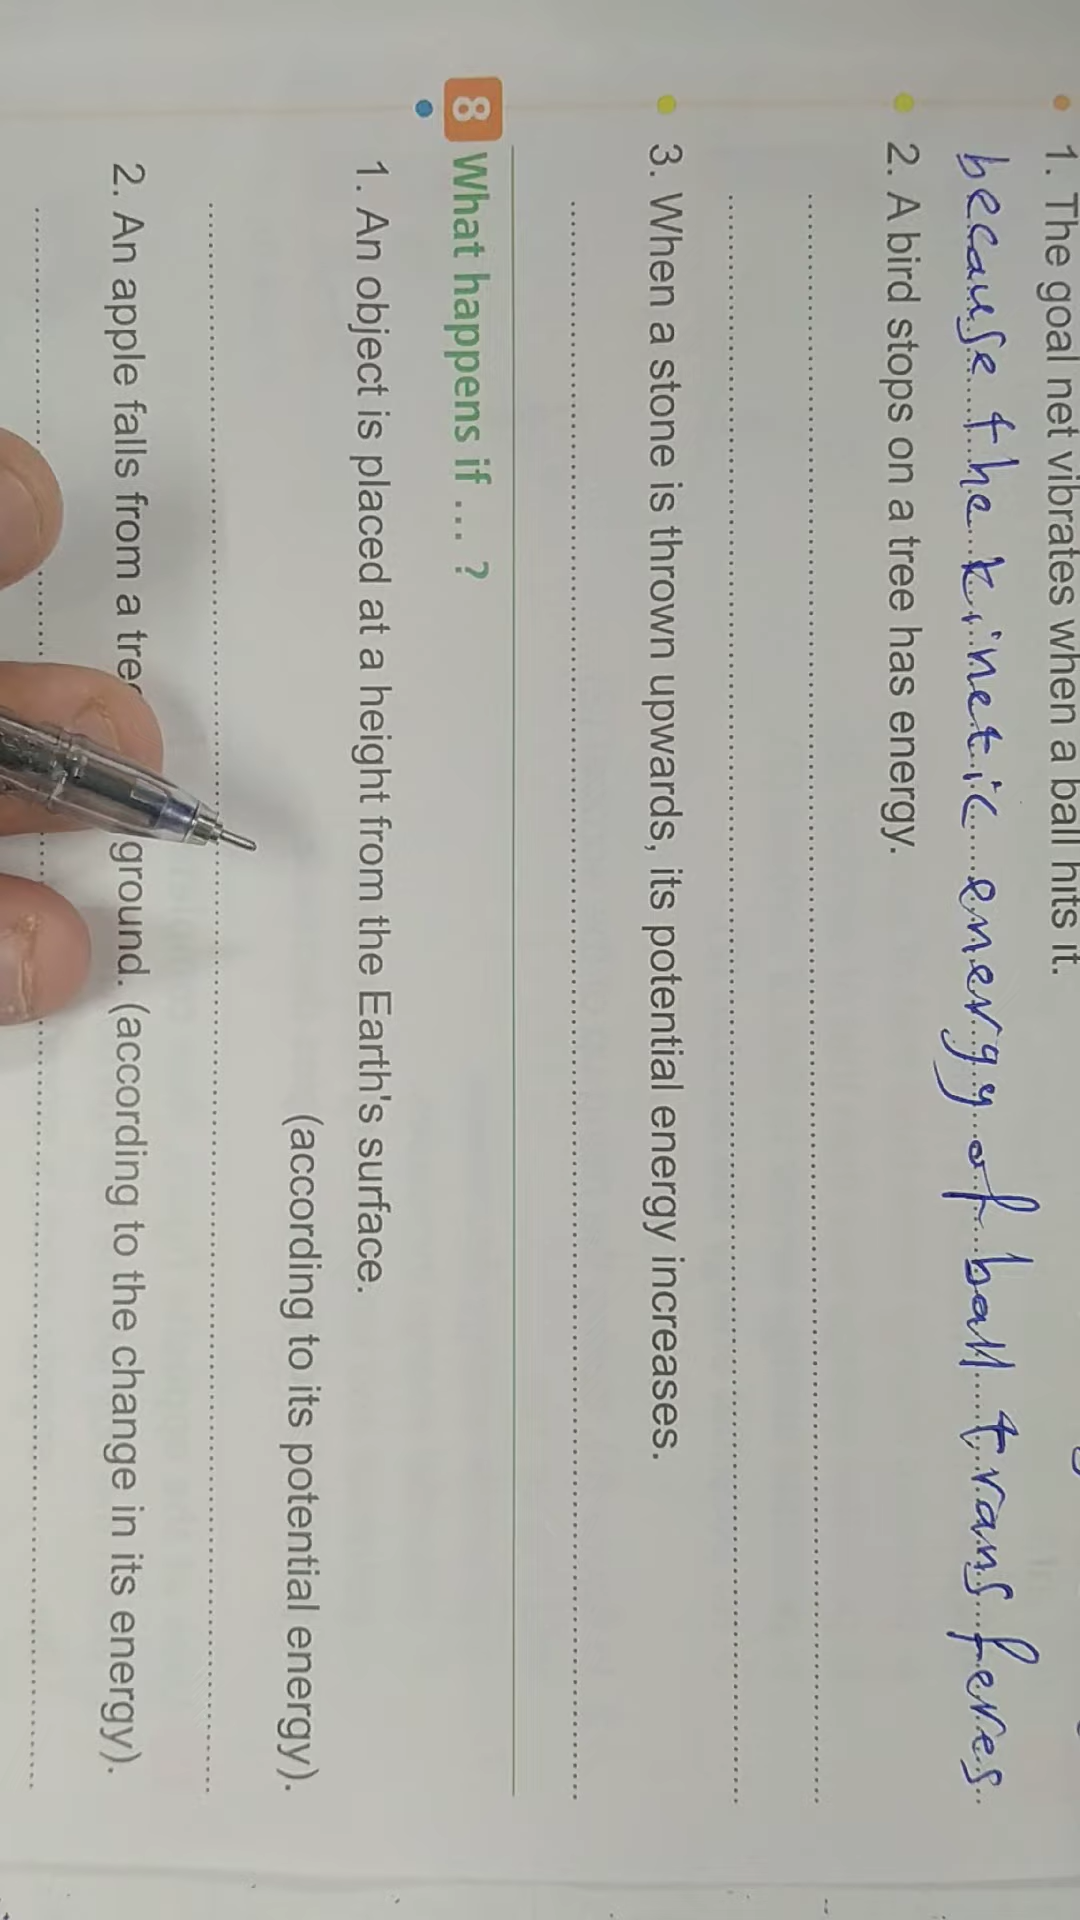 1. The goal net vibrates when a ball hits it.
because the kinetic energy of ball transferes
2. A bird stops on a tree has energy.
3. When a stone is thrown upwards, its potential energy increases.
8 What happens if ... ?
1. An object is placed at a height from the Earth's surface.
(according to its potential energy).
2. An apple falls from a ground. (according to the change in its energy).